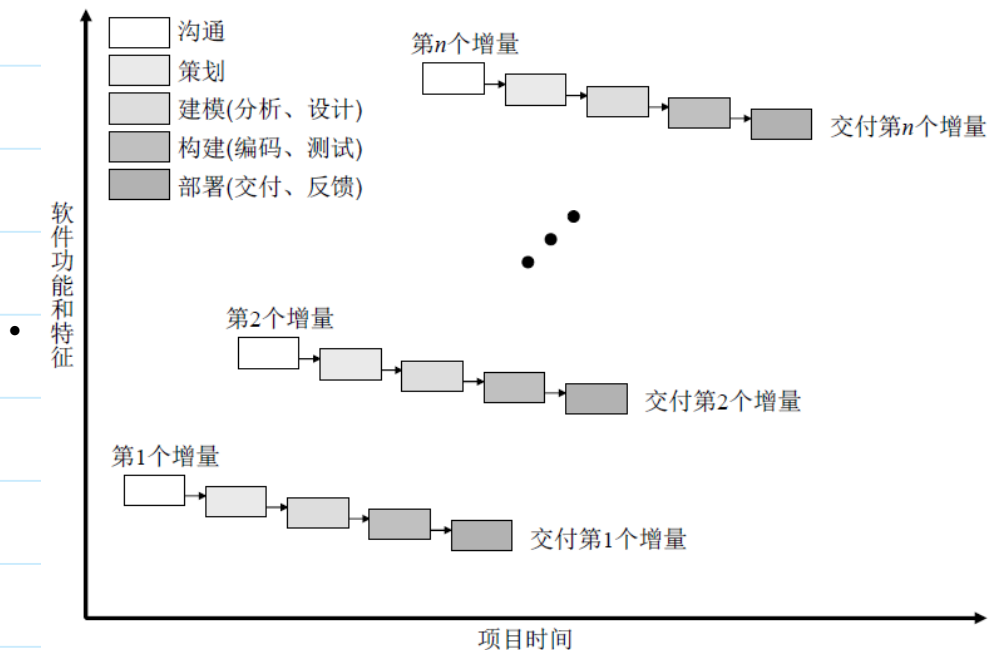 沟通
策划
建模(分析、设计)
构建(编码、测试)
部署(交付、反馈)
第n个增量
交付第n个增量
软件功能和特征
第2个增量
交付第2个增量
第1个增量
交付第1个增量
项目时间